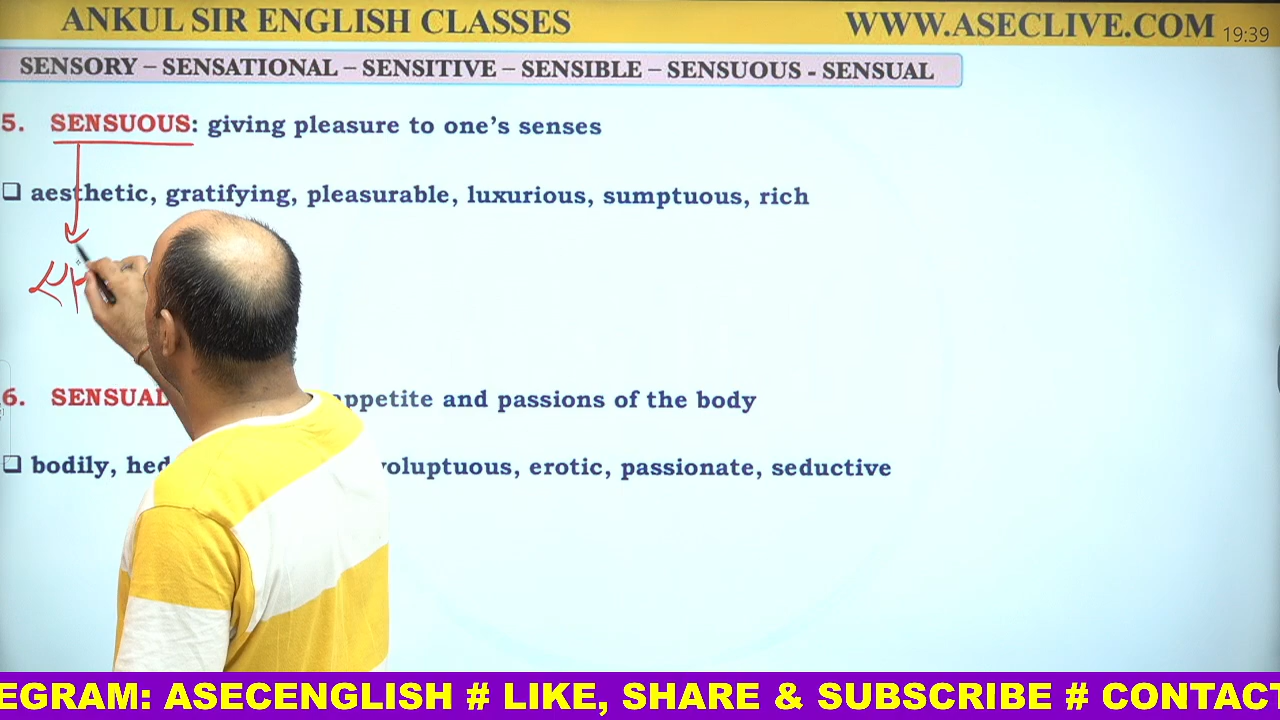 ANKUL SIR ENGLISH CLASSES WWW.ASECLIVE.COM 19:39
SENSORY – SENSATIONAL – SENSITIVE – SENSIBLE – SENSUOUS - SENSUAL
5. SENSUOUS: giving pleasure to one's senses
❑ aesthetic, gratifying, pleasurable, luxurious, sumptuous, rich
6. SENSUAL appetite and passions of the body
❑ bodily, voluptuous, erotic, passionate, seductive
EGRAM: ASECENGLISH # LIKE, SHARE & SUBSCRIBE # CONTACT